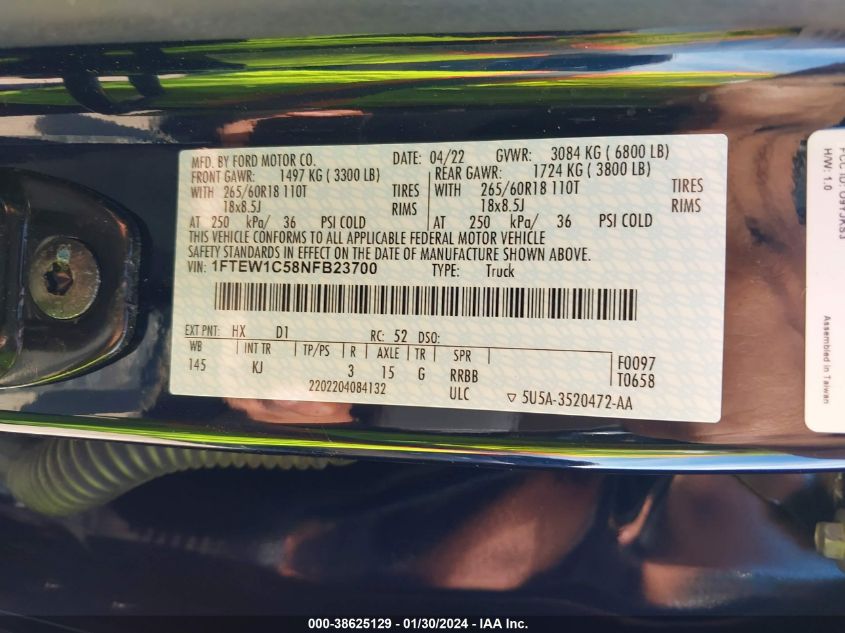 MFD. BY FORD MOTOR CO. DATE: 04/22 GVWR: 3084 KG ( 6800 LB)
FRONT GAWR: 1497 KG ( 3300 LB) REAR GAWR: 1724 KG ( 3800 LB)
WITH 265/60R18 110T TIRES WITH 265/60R18 110T TIRES
18x8.5J RIMS 18x8.5J RIMS
AT 250 kPa/ 36 PSI COLD AT 250 kPa/ 36 PSI COLD
THIS VEHICLE CONFORMS TO ALL APPLICABLE FEDERAL MOTOR VEHICLE
SAFETY STANDARDS IN EFFECT ON THE DATE OF MANUFACTURE SHOWN ABOVE.
VIN: 1FTEW1C58NFB23700 TYPE: Truck
EXT PNT: HX D1 RC: 52 DSO:
WB INT TR TP/PS R AXLE TR SPR F0097
145 KJ 3 15 G RRBB T0658
2202204084132 ULC 5U5A-3520472-AA
H/W: 1.0
Assembled in Taiwan
000-38625129 - 01/30/2024 - IAA Inc.